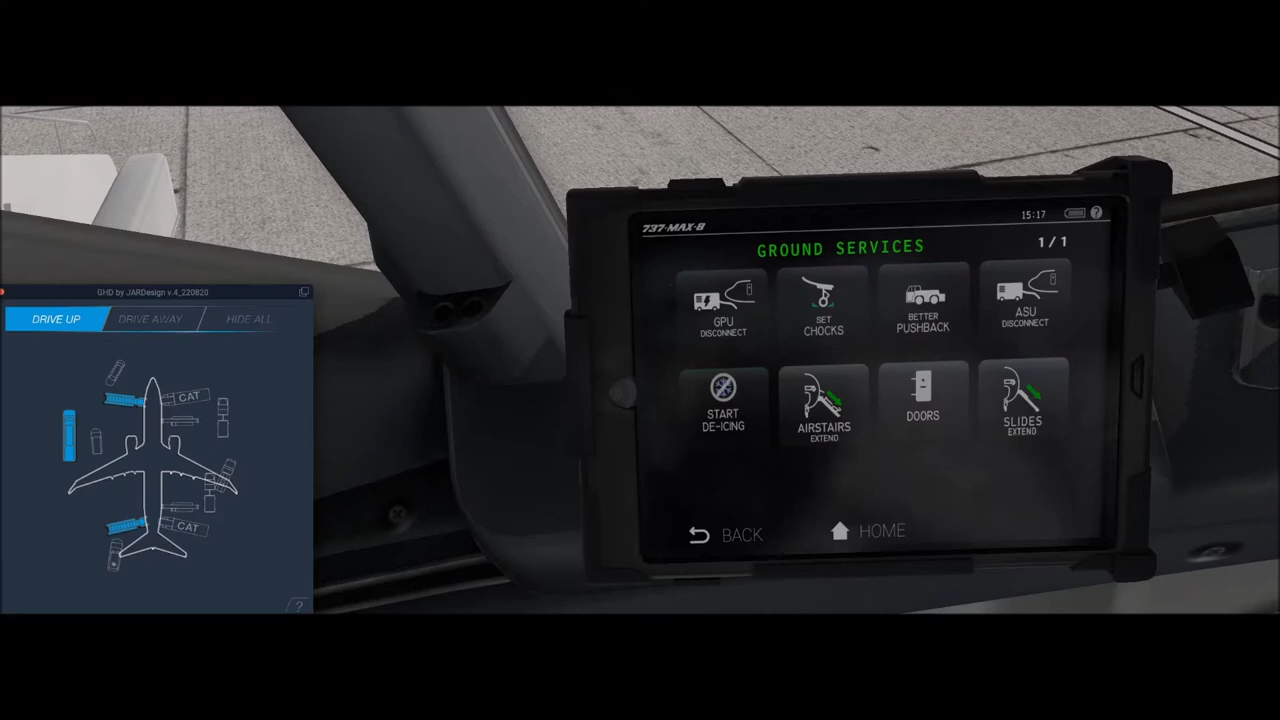 GHD by JARDesign v.4_220820
DRIVE UP
DRIVE AWAY
HIDE ALL
CAT
CAT
?
737-MAX-8
15:17
?
GROUND SERVICES
1/1
GPU
DISCONNECT
SET
CHOCKS
BETTER
PUSHBACK
ASU
DISCONNECT
START
DE-ICING
AIRSTAIRS
EXTEND
DOORS
SLIDES
EXTEND
BACK
HOME